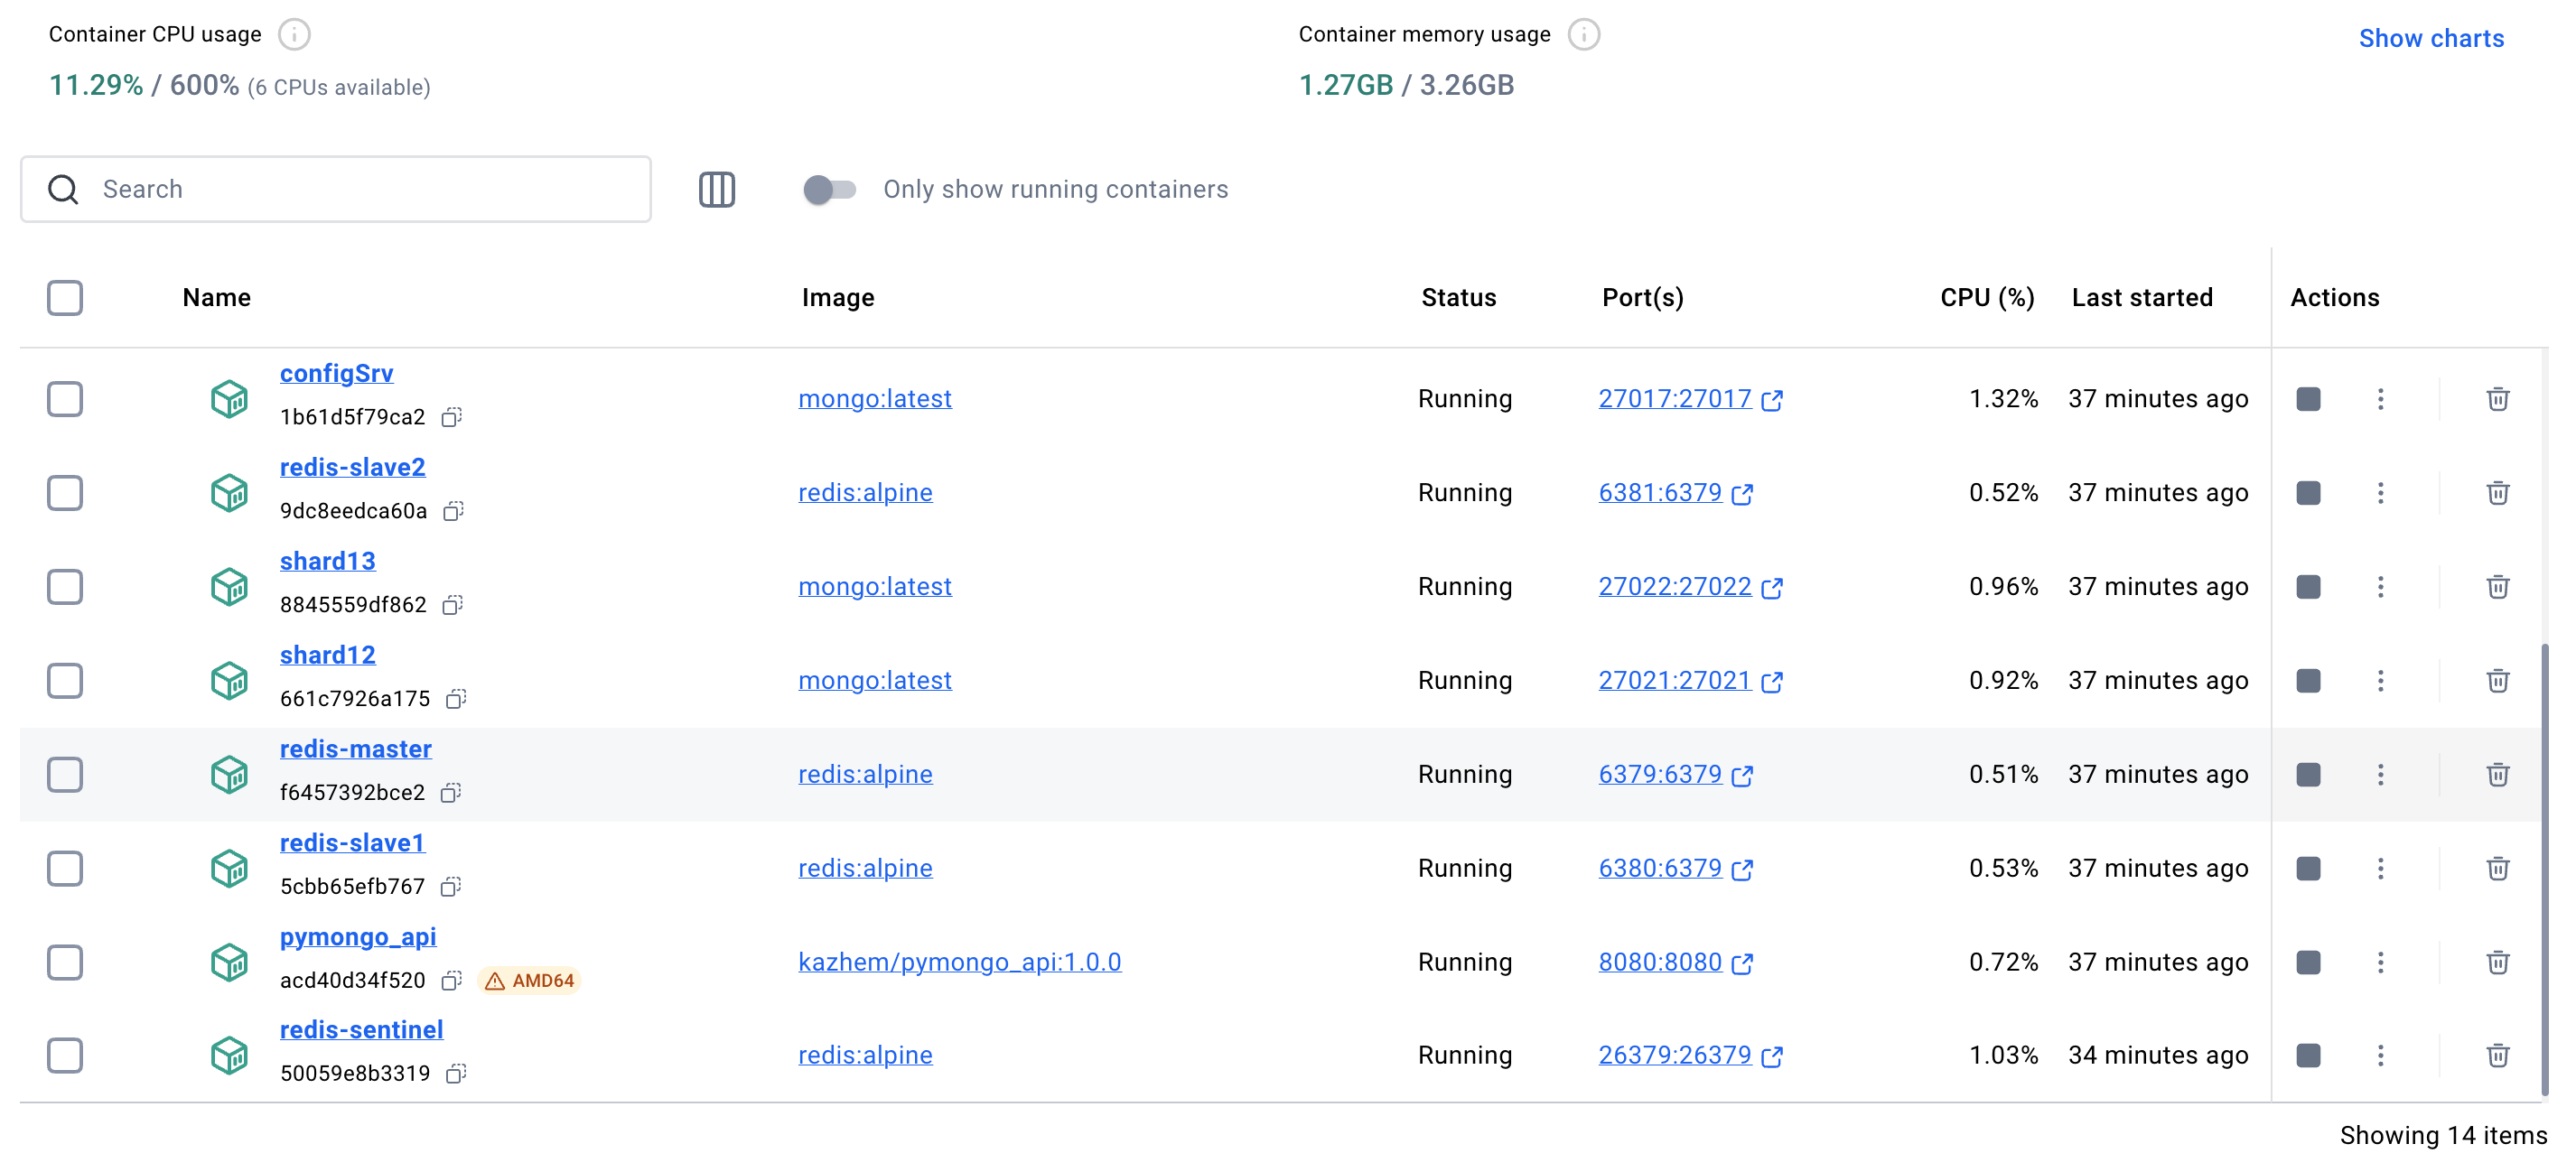 Container CPU usage
11.29% / 600% (6 CPUs available)
Container memory usage
1.27GB / 3.26GB
Show charts
Search
Only show running containers
Name Image Status Port(s) CPU (%) Last started Actions
configSrv
1b61d5f79ca2
mongo:latest Running 27017:27017 1.32% 37 minutes ago
redis-slave2
9dc8eedca60a
redis:alpine Running 6381:6379 0.52% 37 minutes ago
shard13
8845559df862
mongo:latest Running 27022:27022 0.96% 37 minutes ago
shard12
661c7926a175
mongo:latest Running 27021:27021 0.92% 37 minutes ago
redis-master
f6457392bce2
redis:alpine Running 6379:6379 0.51% 37 minutes ago
redis-slave1
5cbb65efb767
redis:alpine Running 6380:6379 0.53% 37 minutes ago
pymongo_api
acd40d34f520 AMD64
kazhem/pymongo_api:1.0.0 Running 8080:8080 0.72% 37 minutes ago
redis-sentinel
50059e8b3319
redis:alpine Running 26379:26379 1.03% 34 minutes ago
Showing 14 items